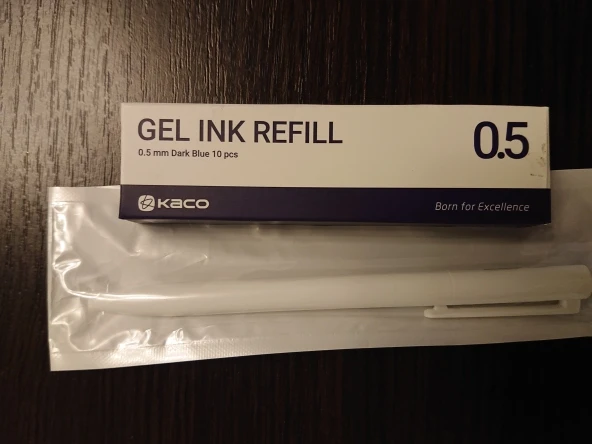 GEL INK REFILL
0.5 mm Dark Blue 10 pcs
0.5
KACO
Born for Excellence